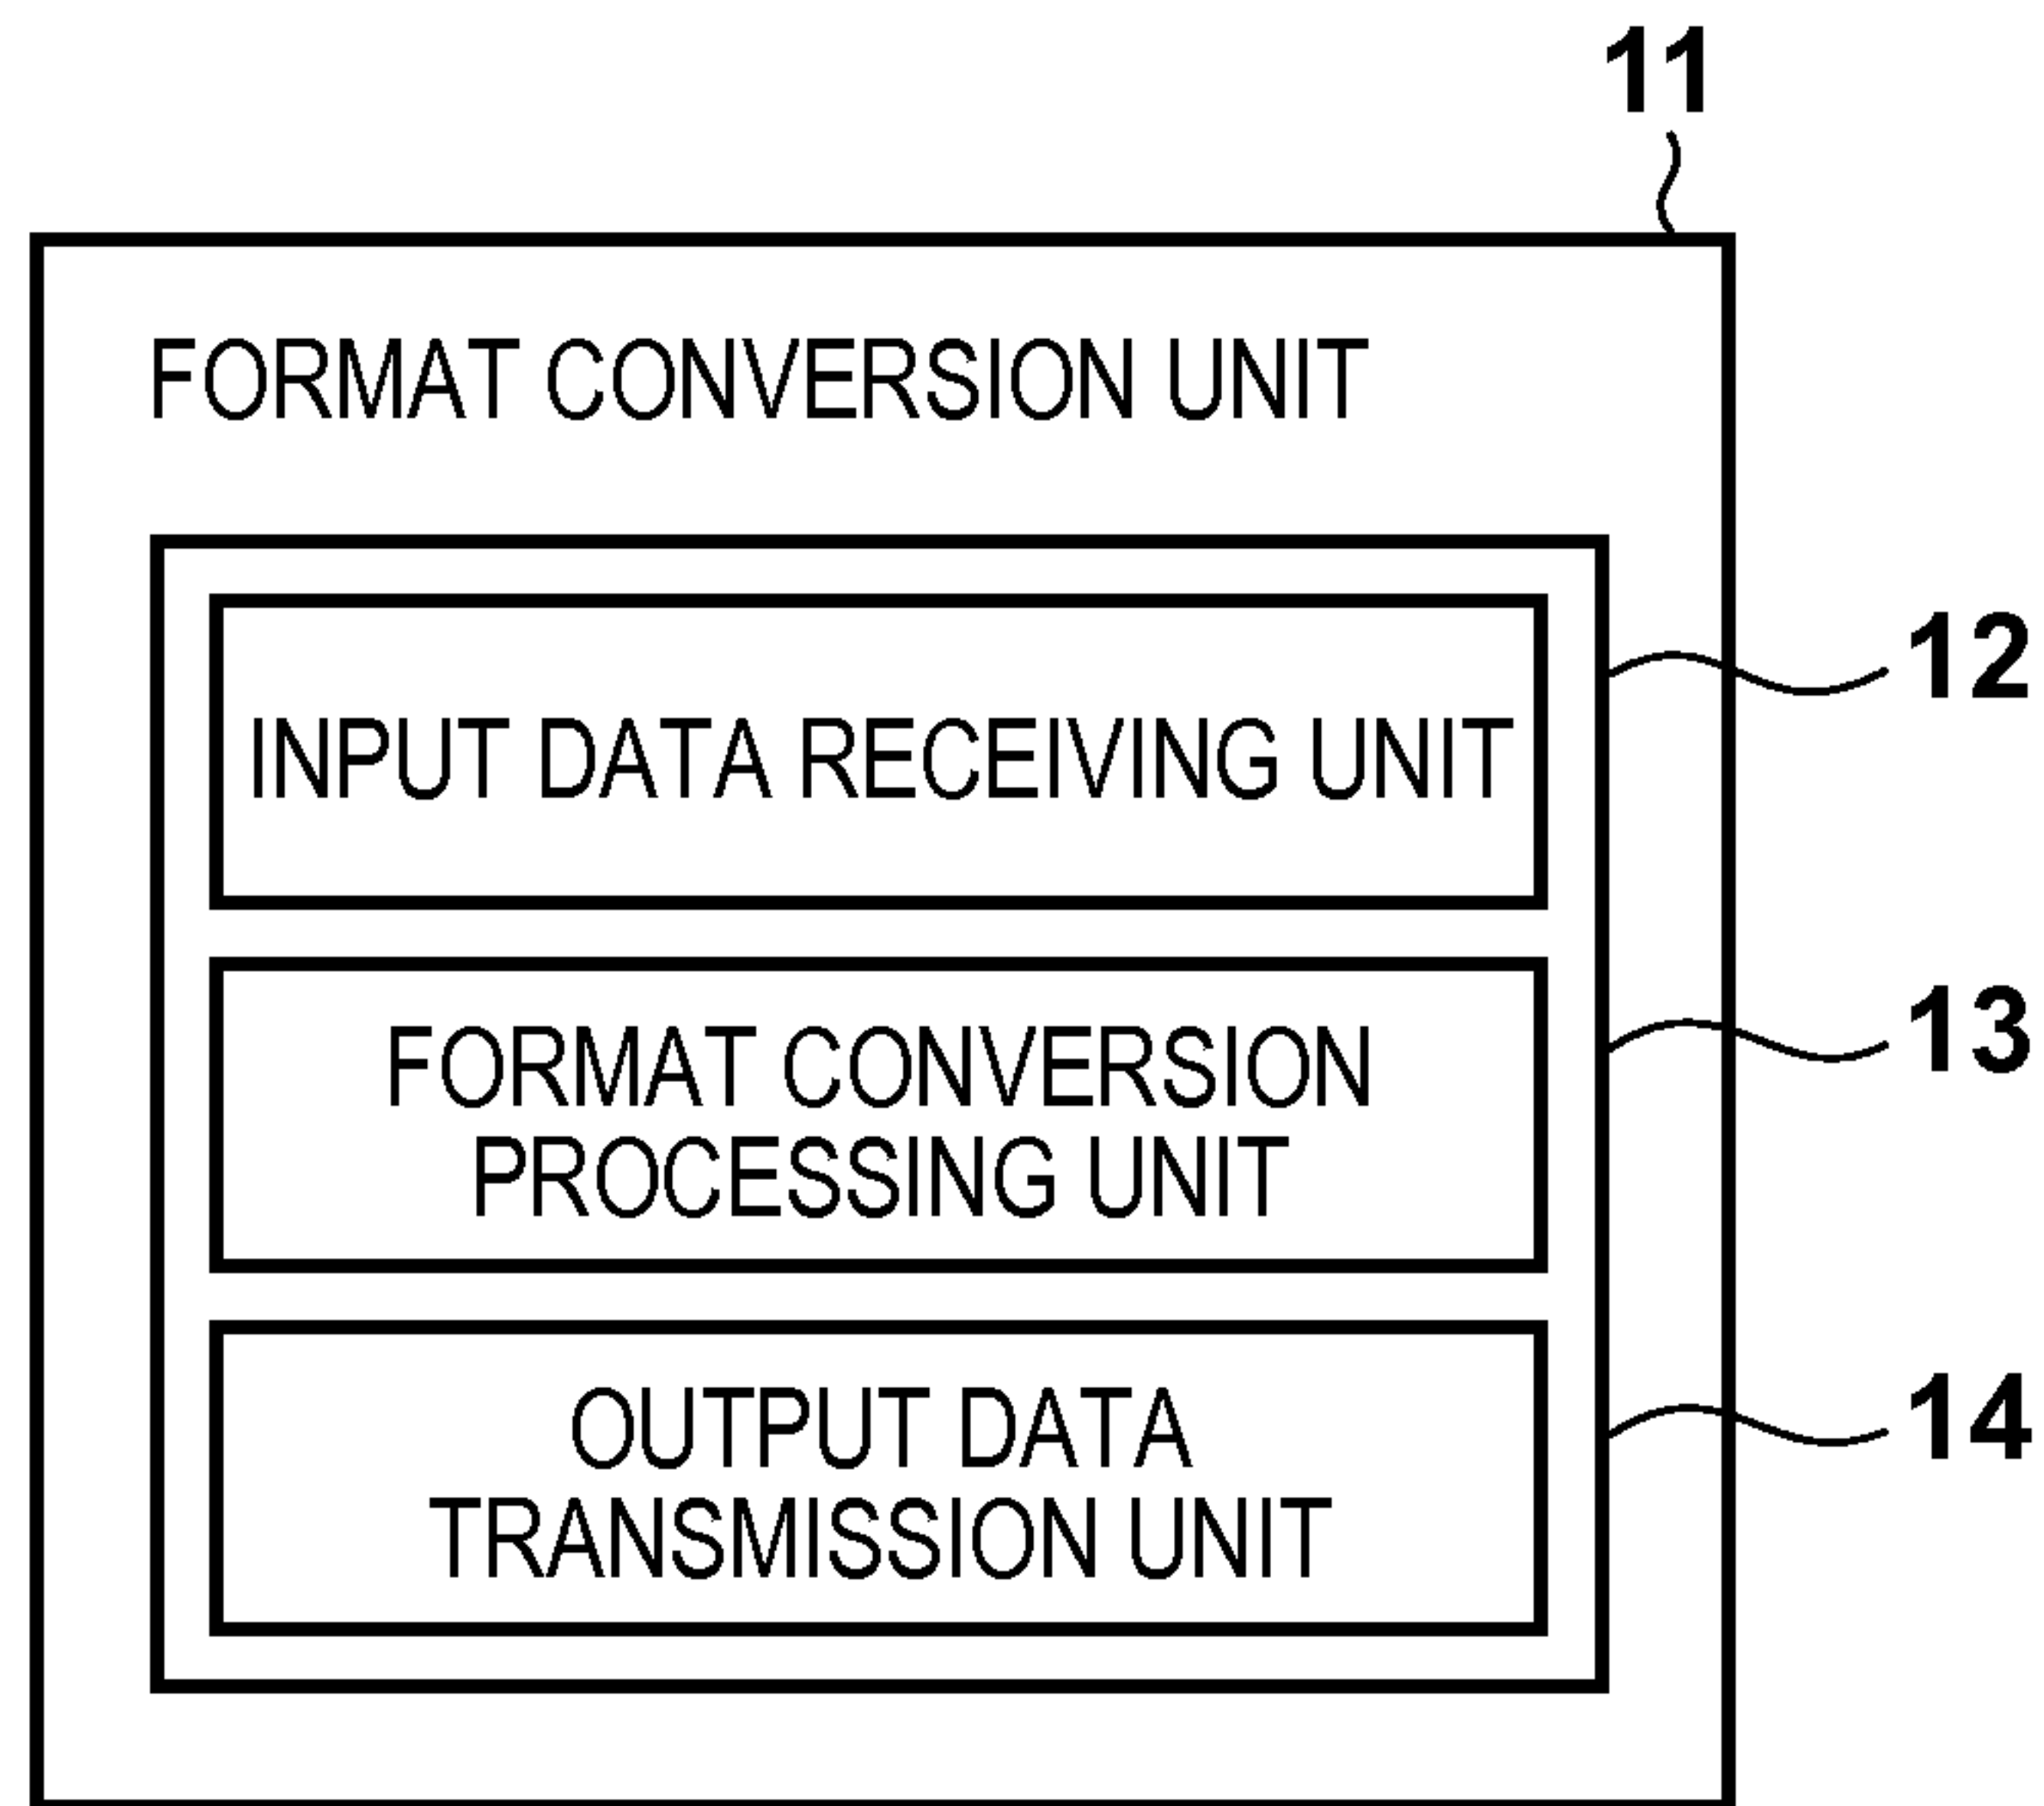 11
FORMAT CONVERSION UNIT
12
INPUT DATA RECEIVING UNIT
13
FORMAT CONVERSION
PROCESSING UNIT
14
OUTPUT DATA
TRANSMISSION UNIT